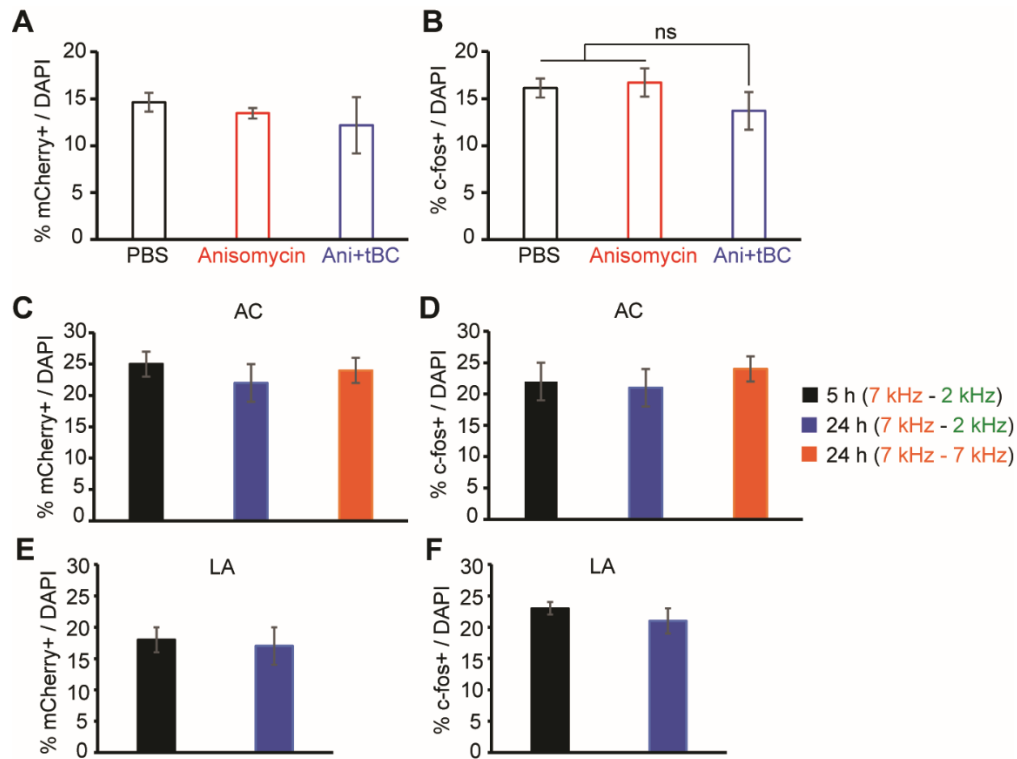 A
% mCherry+ / DAPI
20
15
10
5
0
PBS Anisomycin Ani+tBC
B
ns
% c-fos+ / DAPI
20
15
10
5
0
PBS Anisomycin Ani+tBC
C
AC
% mCherry+ / DAPI
30
25
20
15
10
5
0
D
AC
% c-fos+ / DAPI
30
25
20
15
10
5
0
5 h (7 kHz - 2 kHz)
24 h (7 kHz - 2 kHz)
24 h (7 kHz - 7 kHz)
E
LA
% mCherry+ / DAPI
30
25
20
15
10
5
0
F
LA
% c-fos+ / DAPI
30
25
20
15
10
5
0